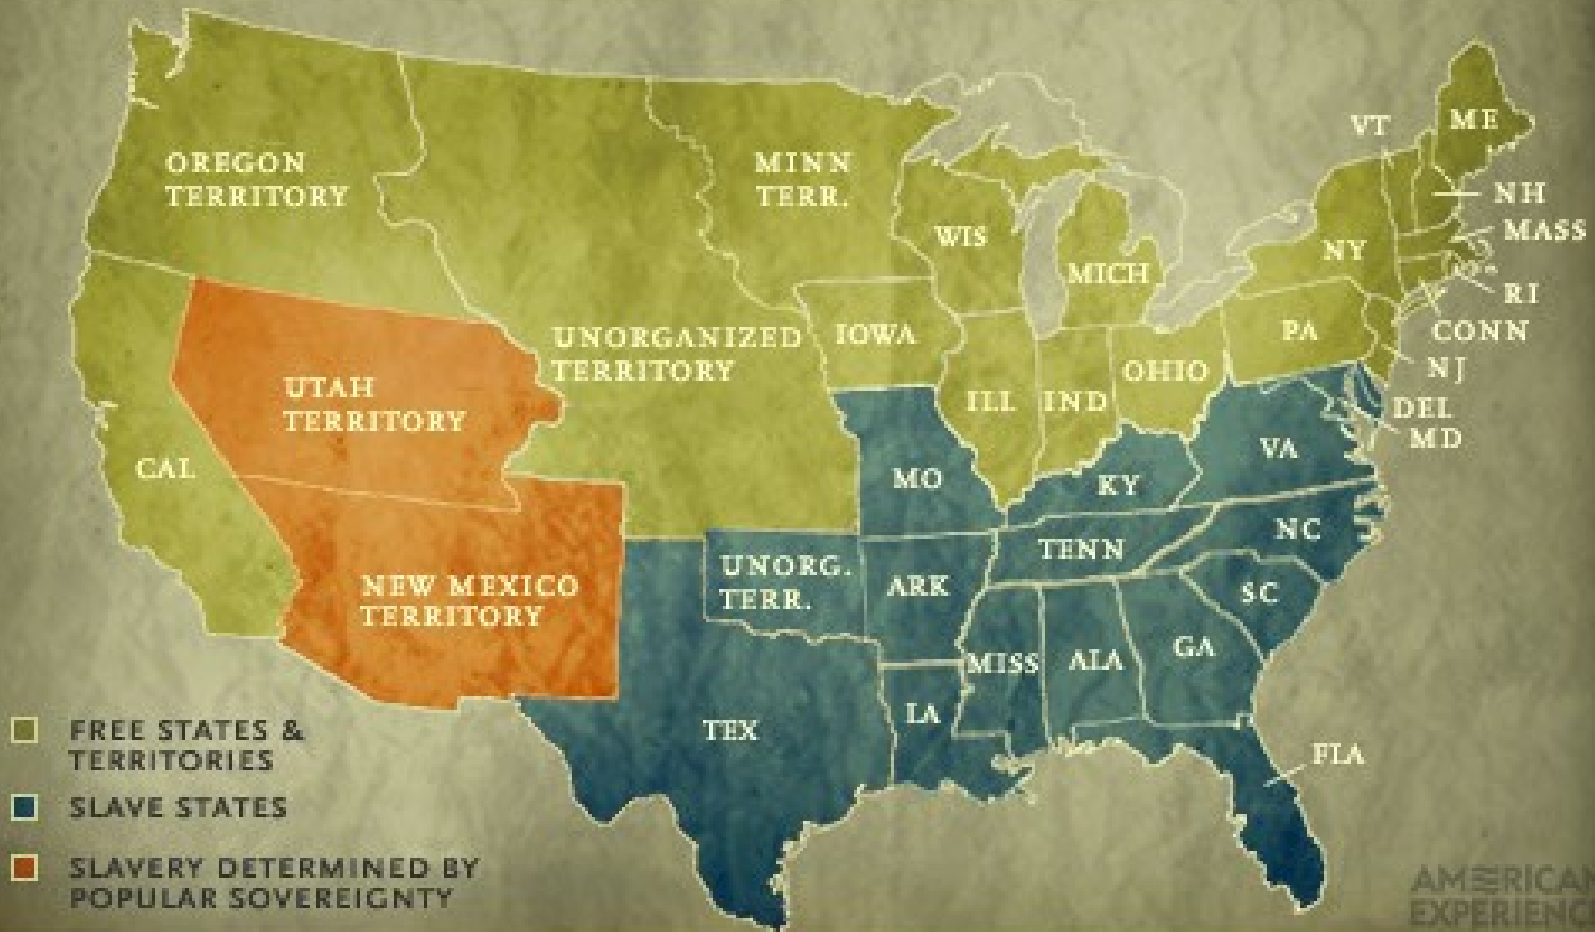 OREGON
TERRITORY
MINN
TERR.
VT
ME
NH
MASS
WIS
MICH
NY
RI
CONN
UNORGANIZED
TERRITORY
IOWA
PA
NJ
UTAH
TERRITORY
ILL
IND
OHIO
DEL
MD
CAL
MO
KY
VA
NEW MEXICO
TERRITORY
UNORG.
TERR.
ARK
TENN
NC
SC
MISS
ALA
GA
TEX
LA
FLA
FREE STATES &
TERRITORIES
SLAVE STATES
SLAVERY DETERMINED BY
POPULAR SOVEREIGNTY
AMERICAN
EXPERIENCE